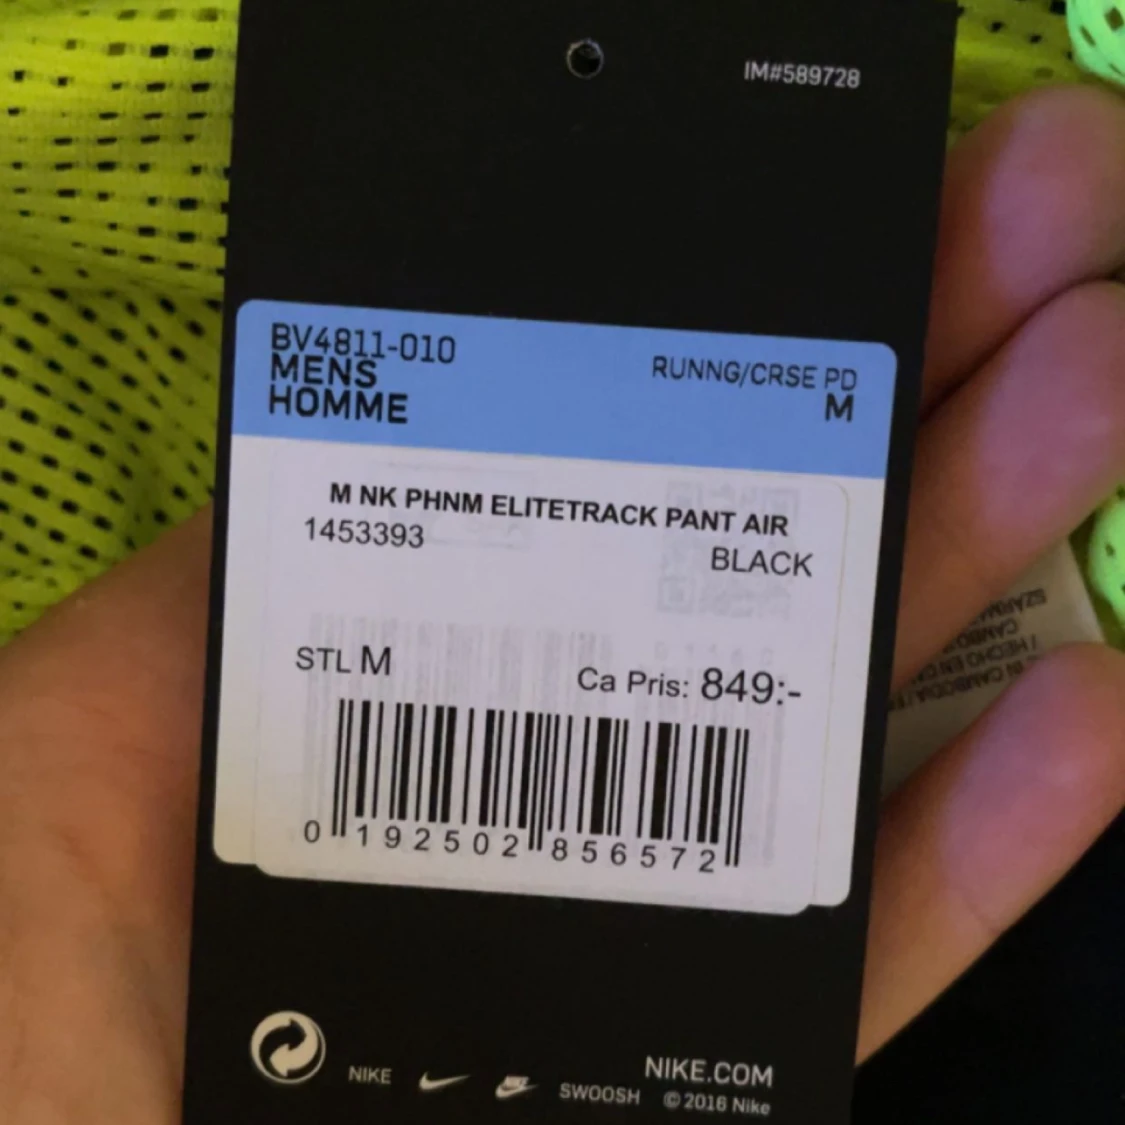 IM#589728
BV4811-010
MENS
HOMME
RUNNG/CRSE PD
M
M NK PHNM ELITETRACK PANT AIR
1453393
BLACK
STL M
Ca Pris: 849:-
0 192502 856572
NIKE
SWOOSH
NIKE.COM
© 2016 Nike